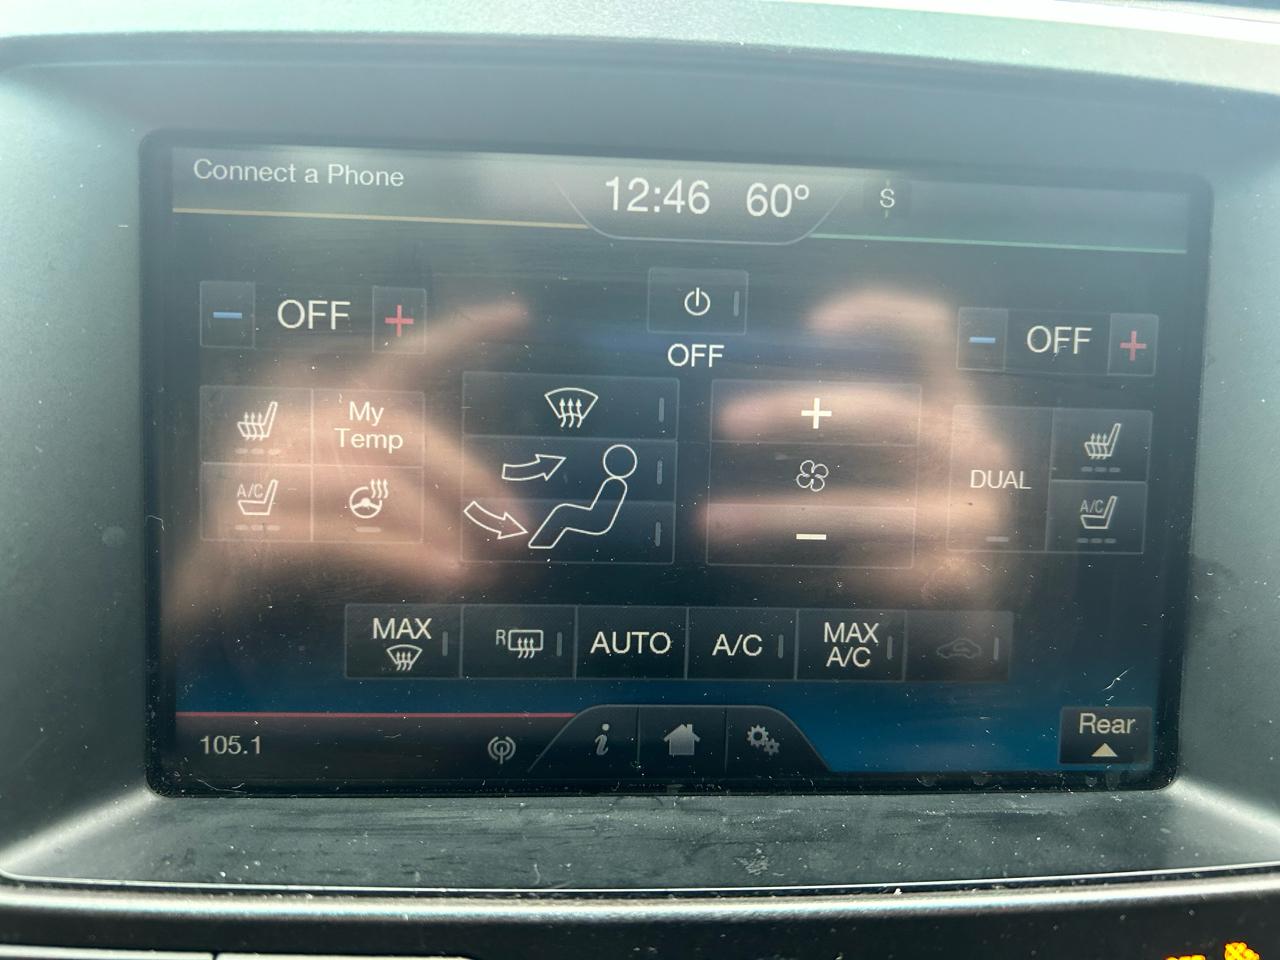 Connect a Phone
12:46 60° S
OFF
OFF
OFF
My
Temp
A/C
DUAL
A/C
MAX
R
AUTO
A/C
MAX
A/C
105.1
i
Rear